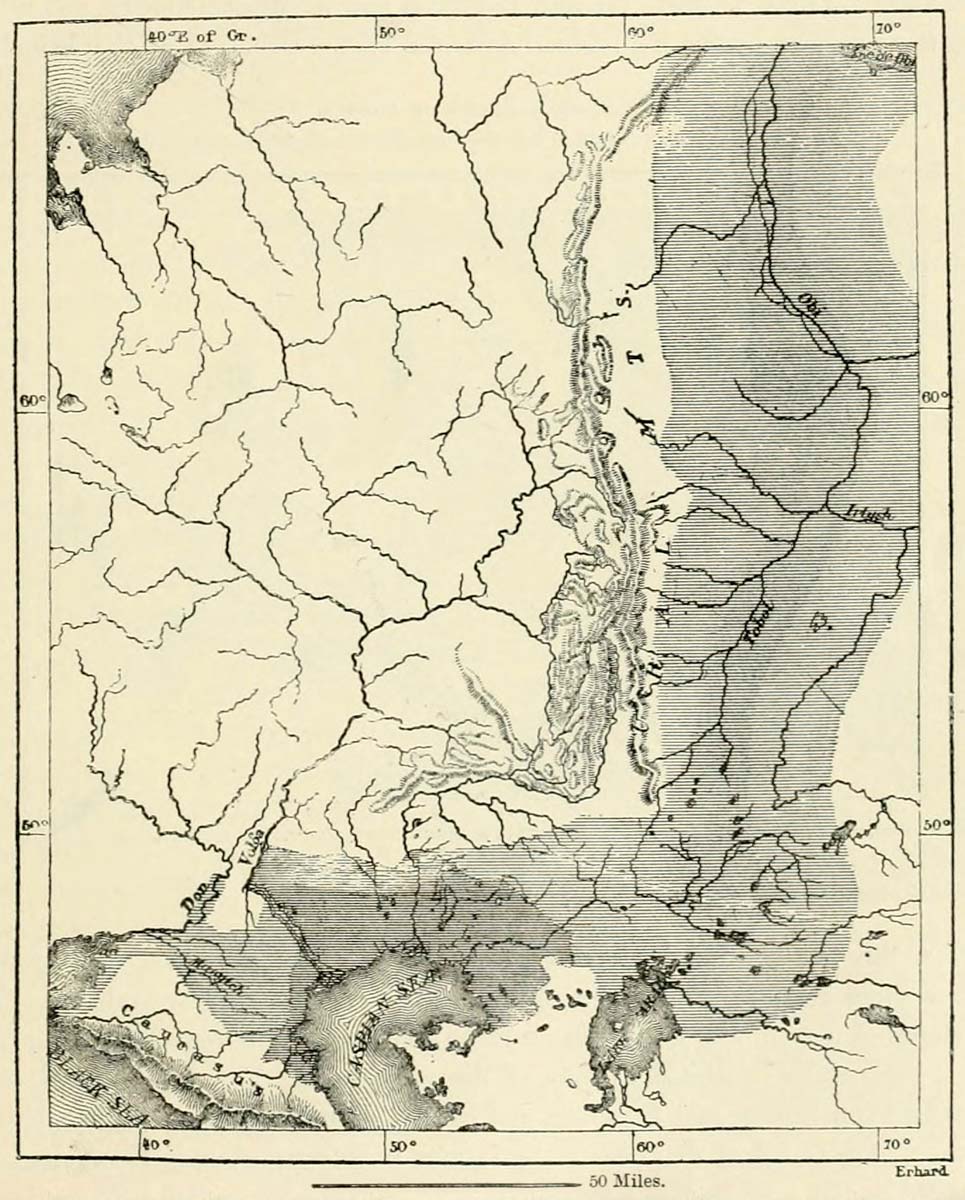 40° E of Gr.
50°
60°
70°
Obi
S.
T
M
60°
60°
Irtych
L
A
Tobol
R
50°
50°
Volga
Don
Manych
Caucasus
CASPIAN SEA
BLACK SEA
40°
50°
60°
70°
Erhard
50 Miles.